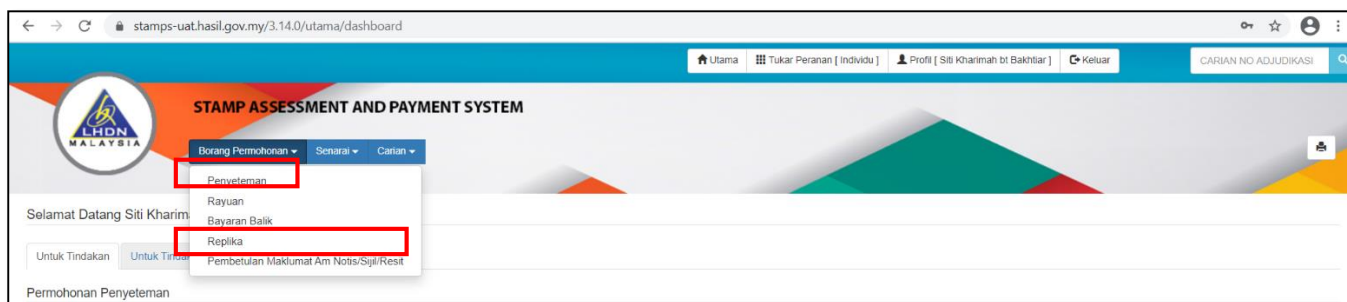 stamps-uat.hasil.gov.my/3.14.0/utama/dashboard
Utama Tukar Peranan [ Individu ] Profil [ Siti Kharimah bt Bakhtiar ] Keluar CARIAN NO ADJUDIKASI
LHDN
MALAYSIA
STAMP ASSESSMENT AND PAYMENT SYSTEM
Borang Permohonan Senarai Carian
Penyeteman
Rayuan
Selamat Datang Siti Kharim
Bayaran Balik
Replika
Untuk Tindakan Untuk Tindak
Pembetulan Maklumat Am Notis/Sijil/Resit
Permohonan Penyeteman